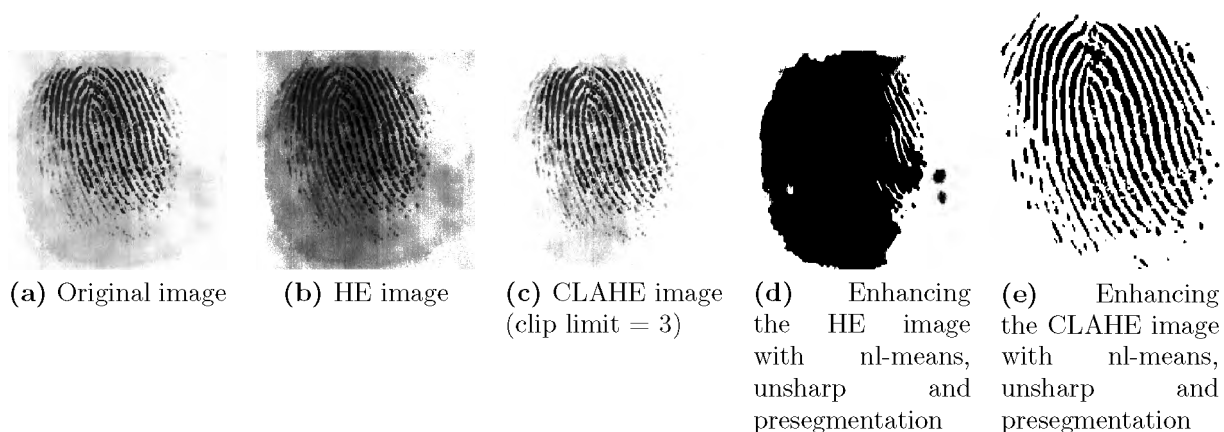 (a) Original image
(b) HE image
(c) CLAHE image
(clip limit = 3)
(d) Enhancing
the HE image
with nl-means,
unsharp and
presegmentation
(e) Enhancing
the CLAHE image
with nl-means,
unsharp and
presegmentation